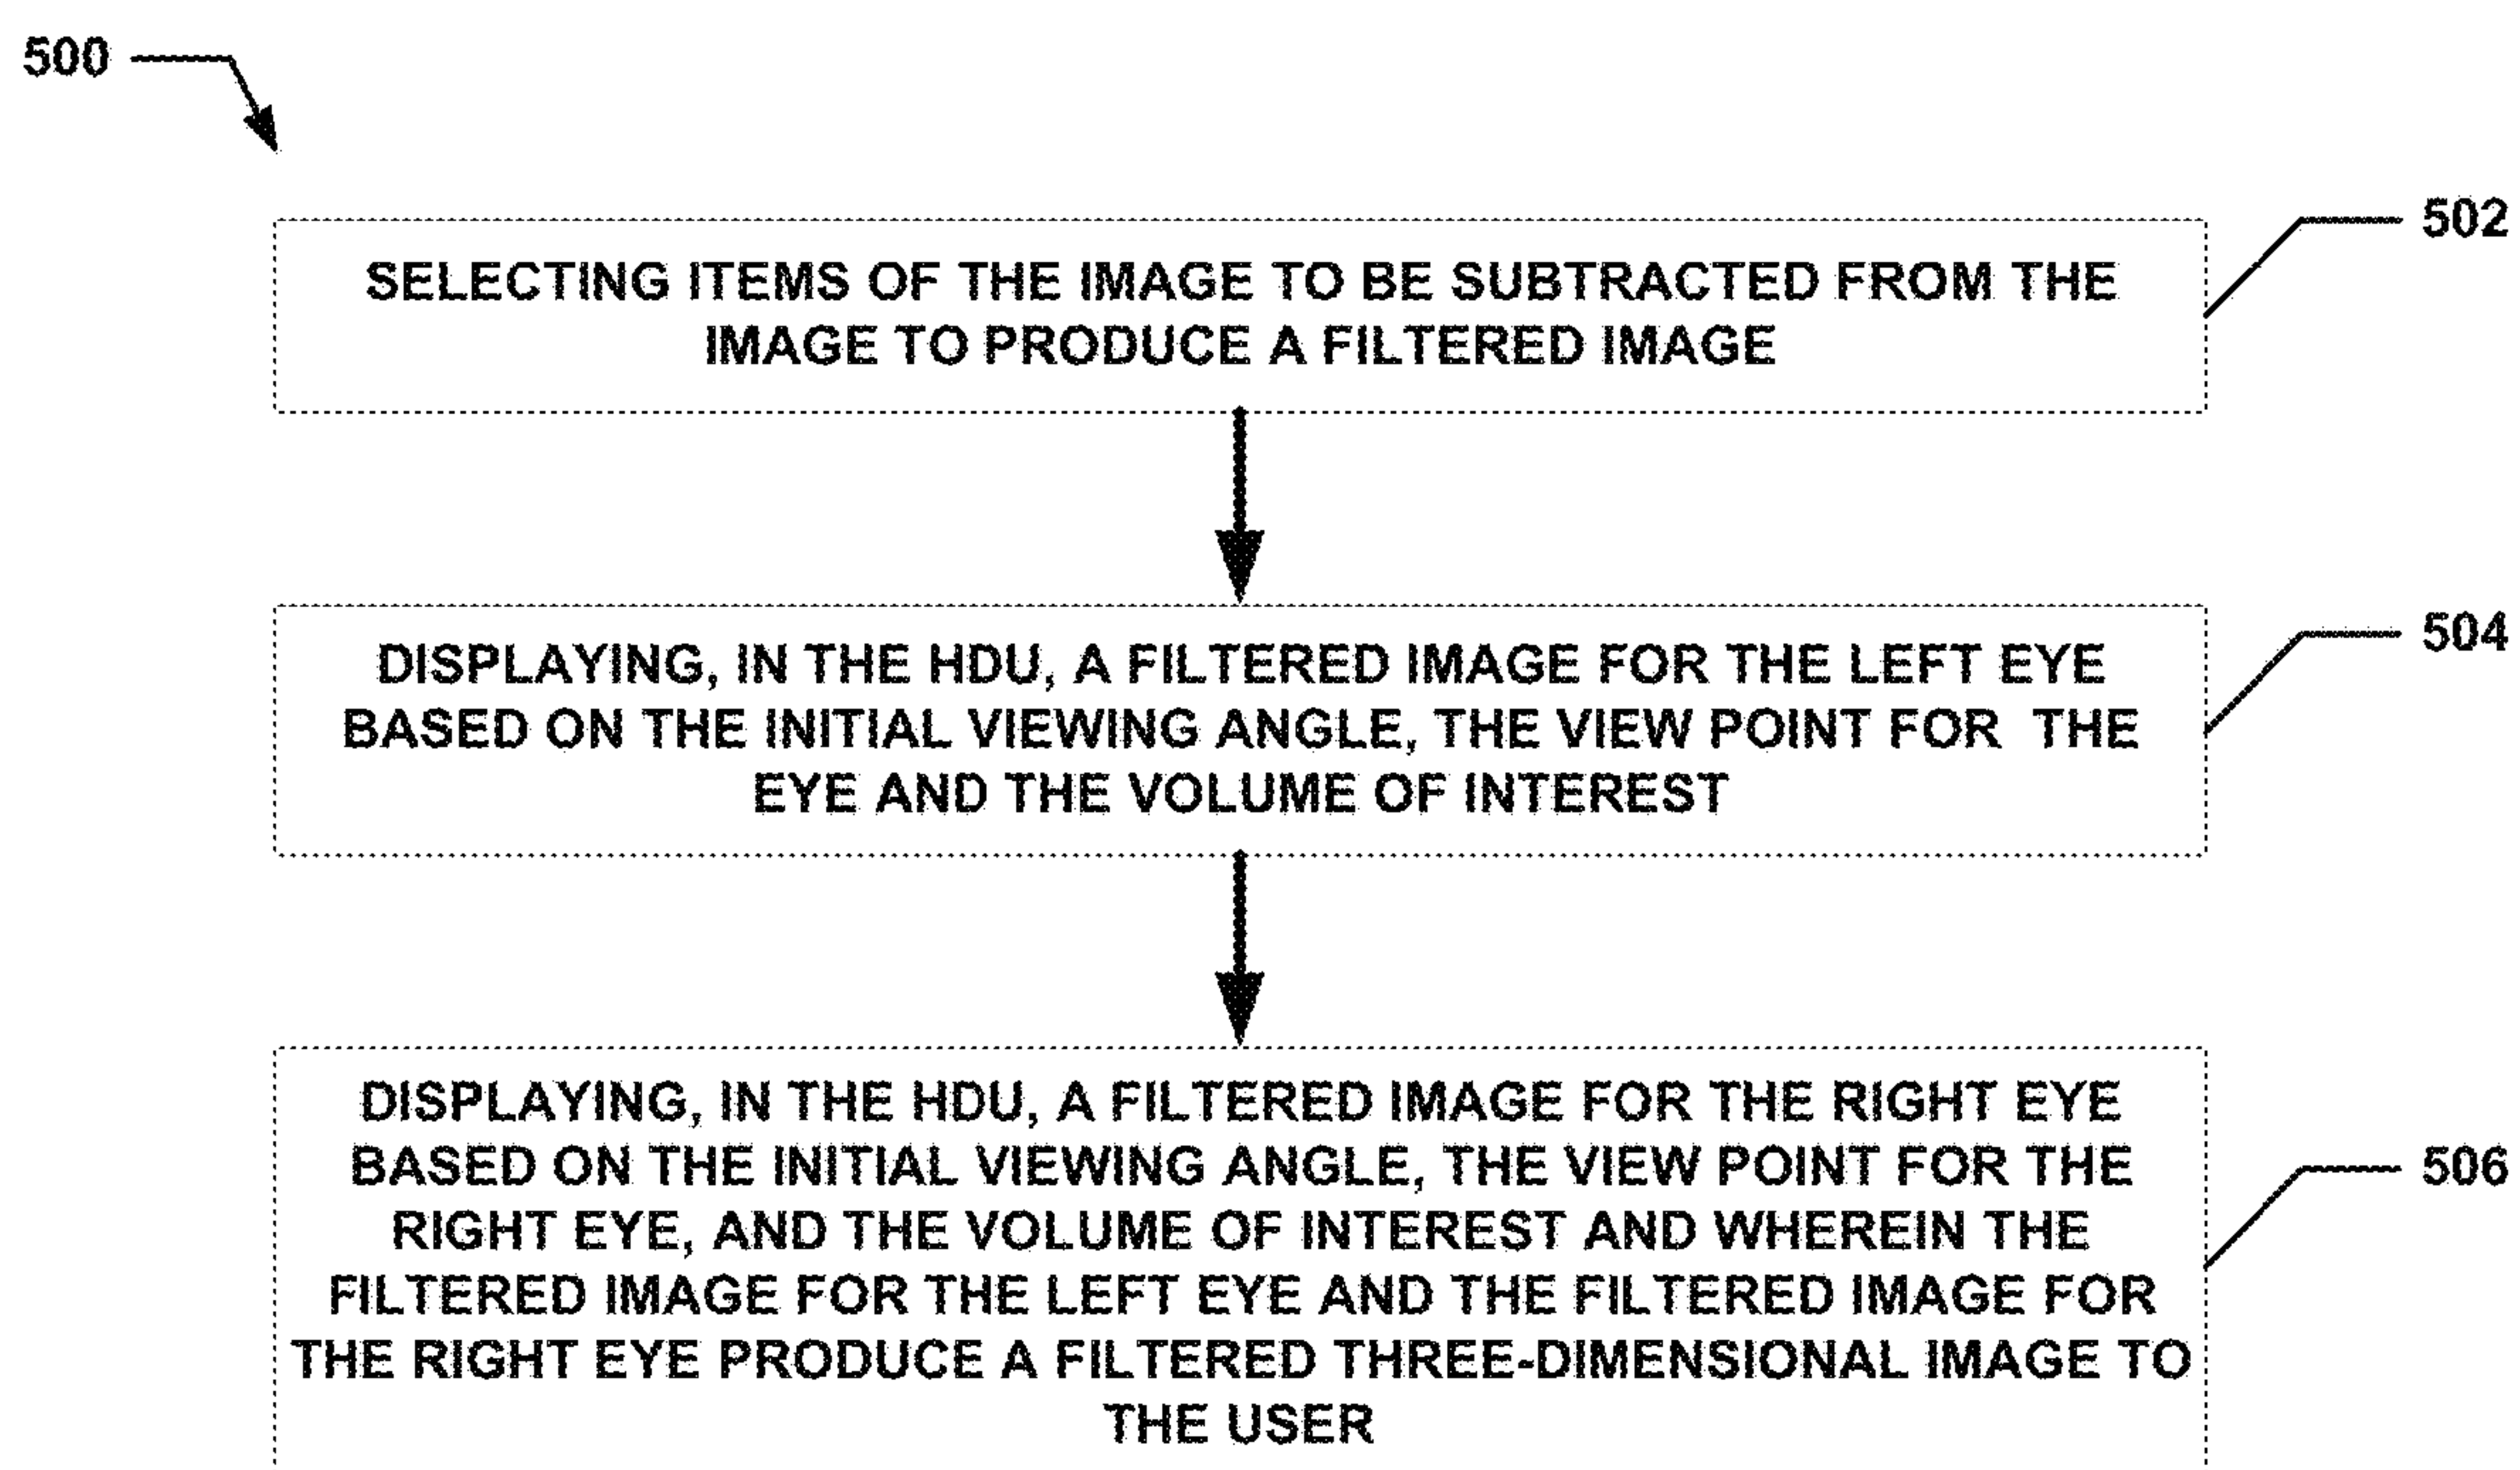 500
502
SELECTING ITEMS OF THE IMAGE TO BE SUBTRACTED FROM THE
IMAGE TO PRODUCE A FILTERED IMAGE
504
DISPLAYING, IN THE HDU, A FILTERED IMAGE FOR THE LEFT EYE
BASED ON THE INITIAL VIEWING ANGLE, THE VIEW POINT FOR THE
EYE AND THE VOLUME OF INTEREST
506
DISPLAYING, IN THE HDU, A FILTERED IMAGE FOR THE RIGHT EYE
BASED ON THE INITIAL VIEWING ANGLE, THE VIEW POINT FOR THE
RIGHT EYE, AND THE VOLUME OF INTEREST AND WHEREIN THE
FILTERED IMAGE FOR THE LEFT EYE AND THE FILTERED IMAGE FOR
THE RIGHT EYE PRODUCE A FILTERED THREE-DIMENSIONAL IMAGE TO
THE USER